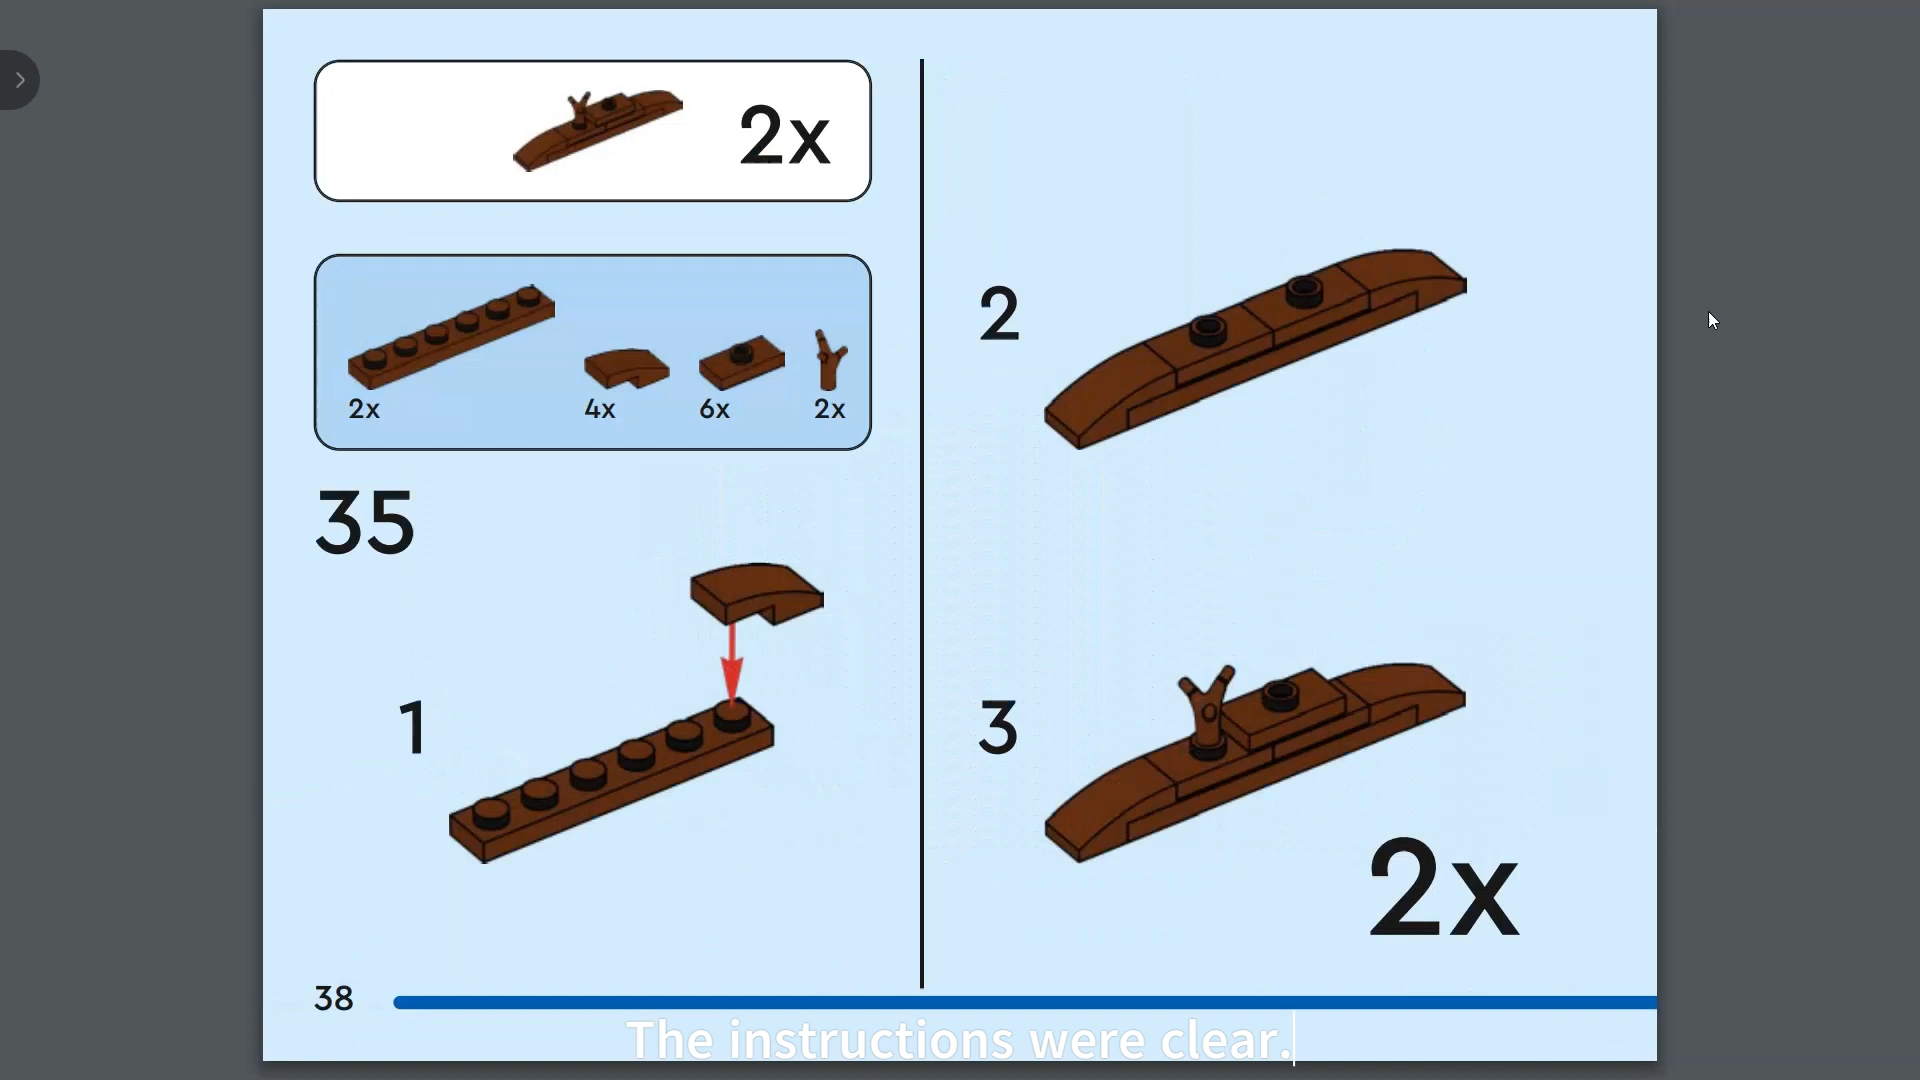 2x
2x 4x 6x 2x
35
1
2
3
2x
38
The instructions were clear.